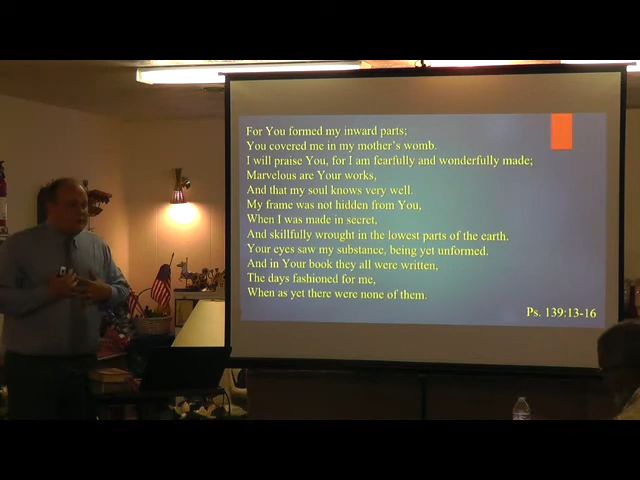 For You formed my inward parts;
You covered me in my mother's womb.
I will praise You, for I am fearfully and wonderfully made;
Marvelous are Your works,
And that my soul knows very well.
My frame was not hidden from You,
When I was made in secret,
And skillfully wrought in the lowest parts of the earth.
Your eyes saw my substance, being yet unformed.
And in Your book they all were written,
The days fashioned for me,
When as yet there were none of them.
Ps. 139:13-16